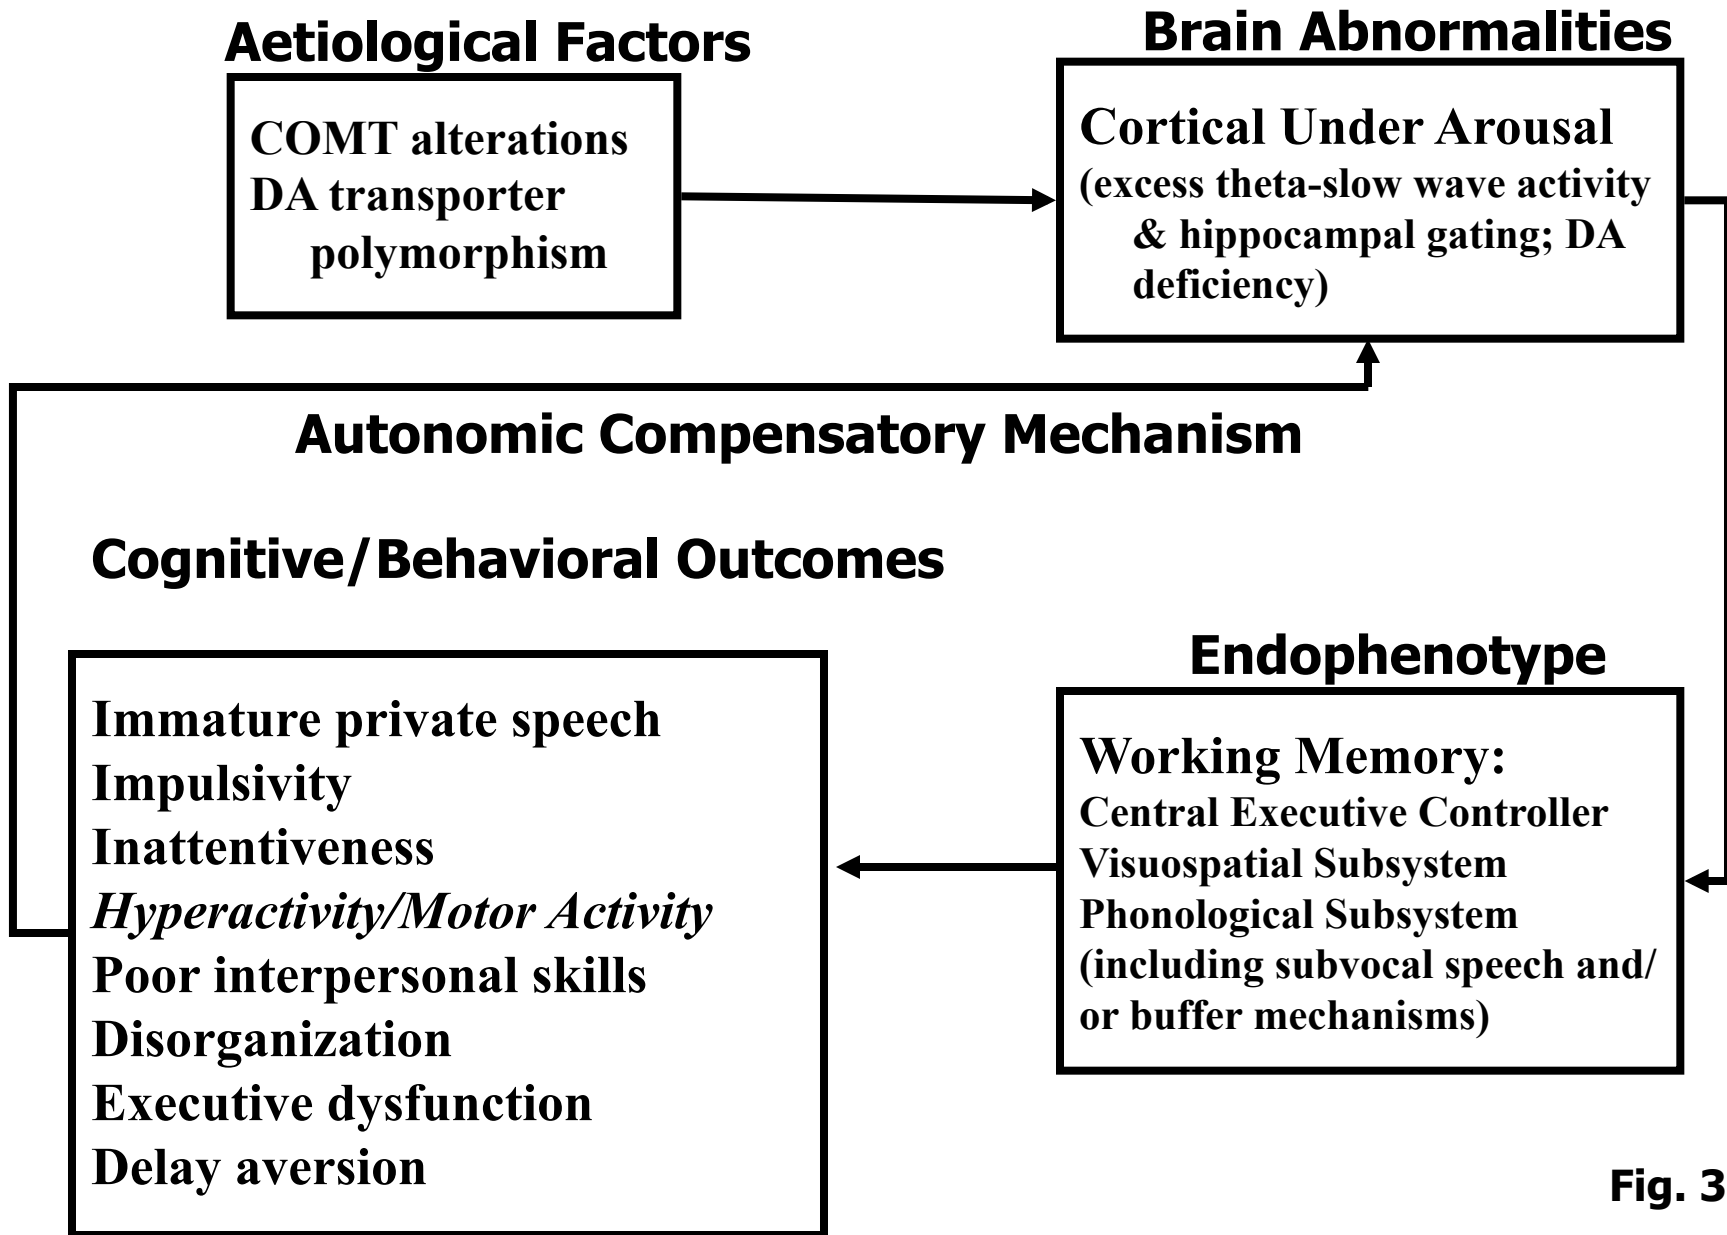 Aetiological Factors
COMT alterations
DA transporter
polymorphism
Brain Abnormalities
Cortical Under Arousal
(excess theta-slow wave activity
& hippocampal gating; DA
deficiency)
Autonomic Compensatory Mechanism
Cognitive/Behavioral Outcomes
Immature private speech
Impulsivity
Inattentiveness
Hyperactivity/Motor Activity
Poor interpersonal skills
Disorganization
Executive dysfunction
Delay aversion
Endophenotype
Working Memory:
Central Executive Controller
Visuospatial Subsystem
Phonological Subsystem
(including subvocal speech and/
or buffer mechanisms)
Fig. 3